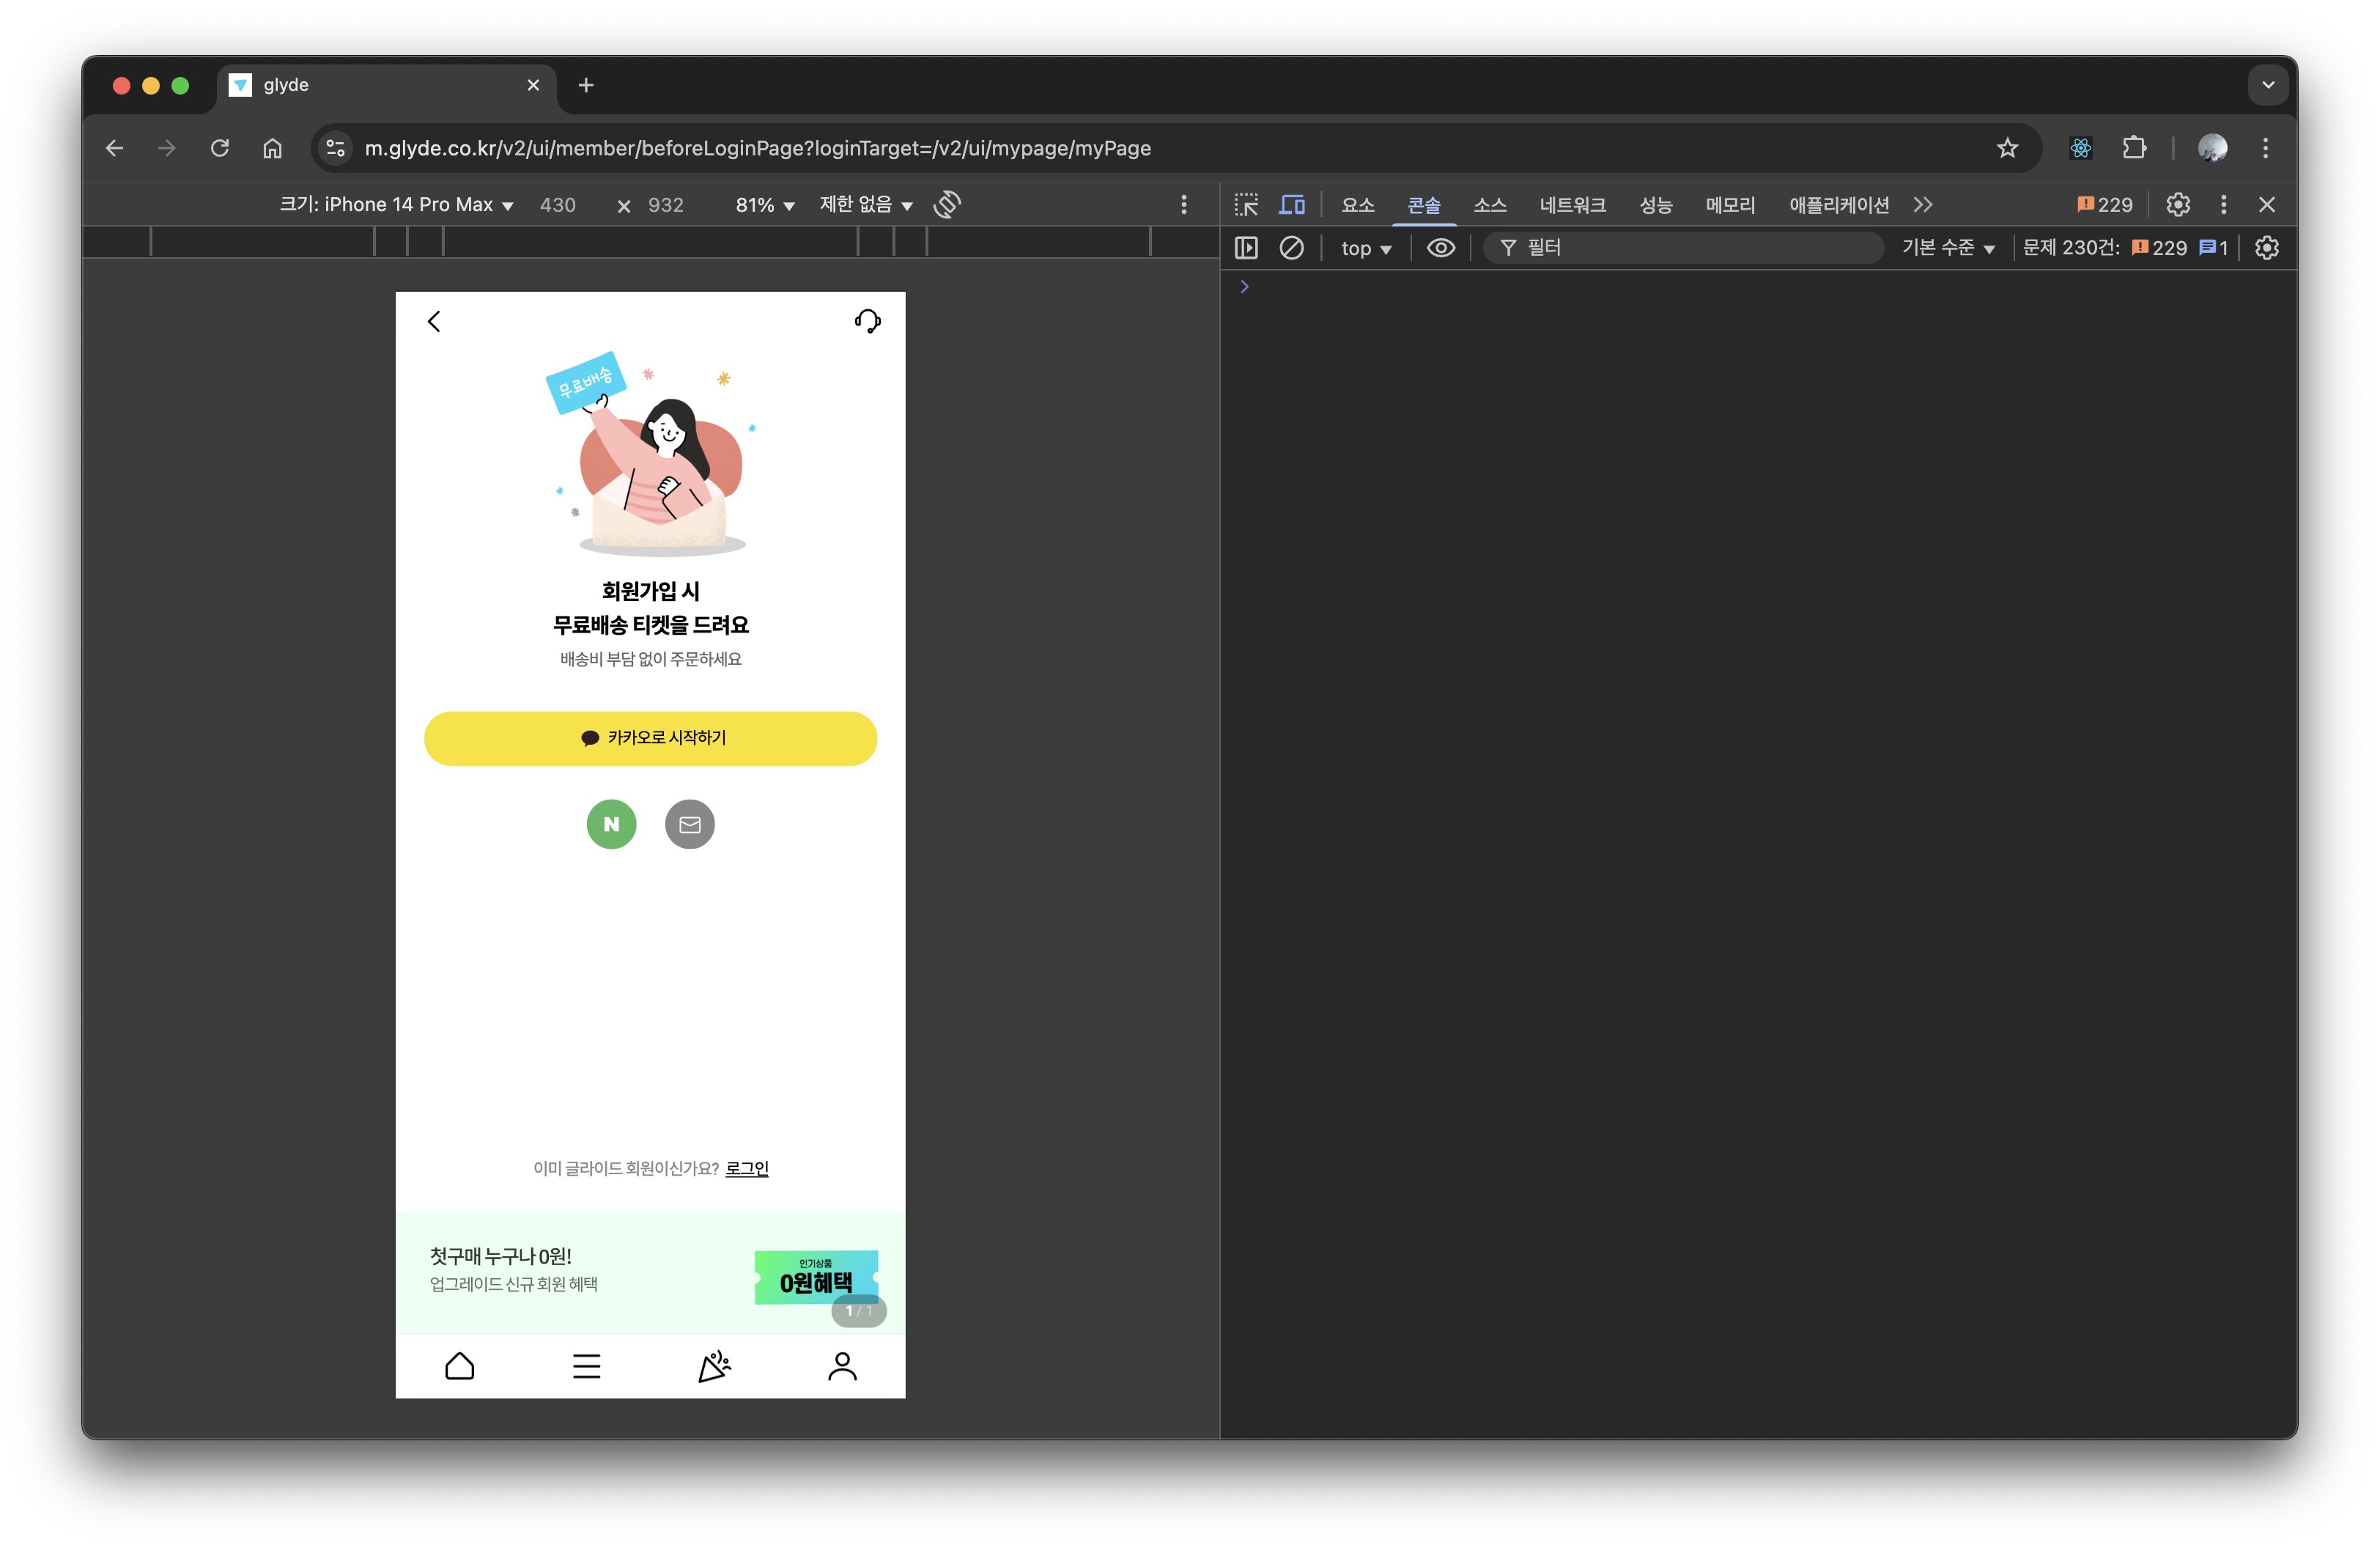 glyde
m.glyde.co.kr/v2/ui/member/beforeLoginPage?loginTarget=/v2/ui/mypage/myPage
크기: iPhone 14 Pro Max 430 × 932 81% 제한 없음
요소 콘솔 소스 네트워크 성능 메모리 애플리케이션 229
top 필터 기본 수준 문제 230건: 229 1
무료배송
회원가입 시
무료배송 티켓을 드려요
배송비 부담 없이 주문하세요
카카오로 시작하기
N
이미 글라이드 회원이신가요? 로그인
첫구매 누구나 0원!
업그레이드 신규 회원 혜택
인기상품
0원혜택
1 / 1